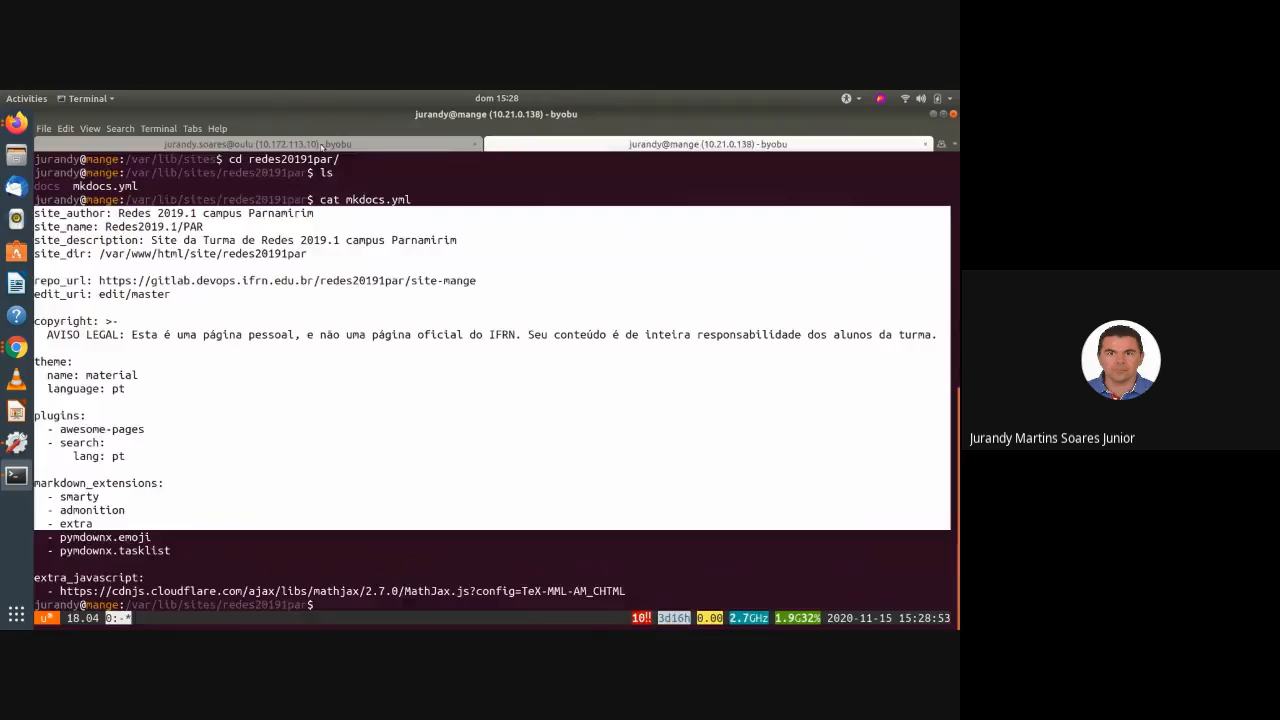 Activities Terminal dom 15:28
jurandy@mange (10.21.0.138) - byobu
File Edit View Search Terminal Tabs Help
jurandy.soares@oulu (10.172.113.10) - byobu jurandy@mange (10.21.0.138) - byobu
jurandy@mange:/var/lib/sites$ cd redes20191par/
jurandy@mange:/var/lib/sites/redes20191par$ ls
docs mkdocs.yml
jurandy@mange:/var/lib/sites/redes20191par$ cat mkdocs.yml
site_author: Redes 2019.1 campus Parnamirim
site_name: Redes2019.1/PAR
site_description: Site da Turma de Redes 2019.1 campus Parnamirim
site_dir: /var/www/html/site/redes20191par
repo_url: https://gitlab.devops.ifrn.edu.br/redes20191par/site-mange
edit_uri: edit/master
copyright: >-
AVISO LEGAL: Esta é uma página pessoal, e não uma página oficial do IFRN. Seu conteúdo é de inteira responsabilidade dos alunos da turma.
theme:
name: material
language: pt
plugins:
- awesome-pages
- search:
lang: pt
markdown_extensions:
- smarty
- admonition
- extra
- pymdownx.emoji
- pymdownx.tasklist
extra_javascript:
- https://cdnjs.cloudflare.com/ajax/libs/mathjax/2.7.0/MathJax.js?config=TeX-MML-AM_CHTML
jurandy@mange:/var/lib/sites/redes20191par$
u* 18.04 0:-* 10!! 3d16h 0.00 2.7GHz 1.9G32% 2020-11-15 15:28:53
Jurandy Martins Soares Junior